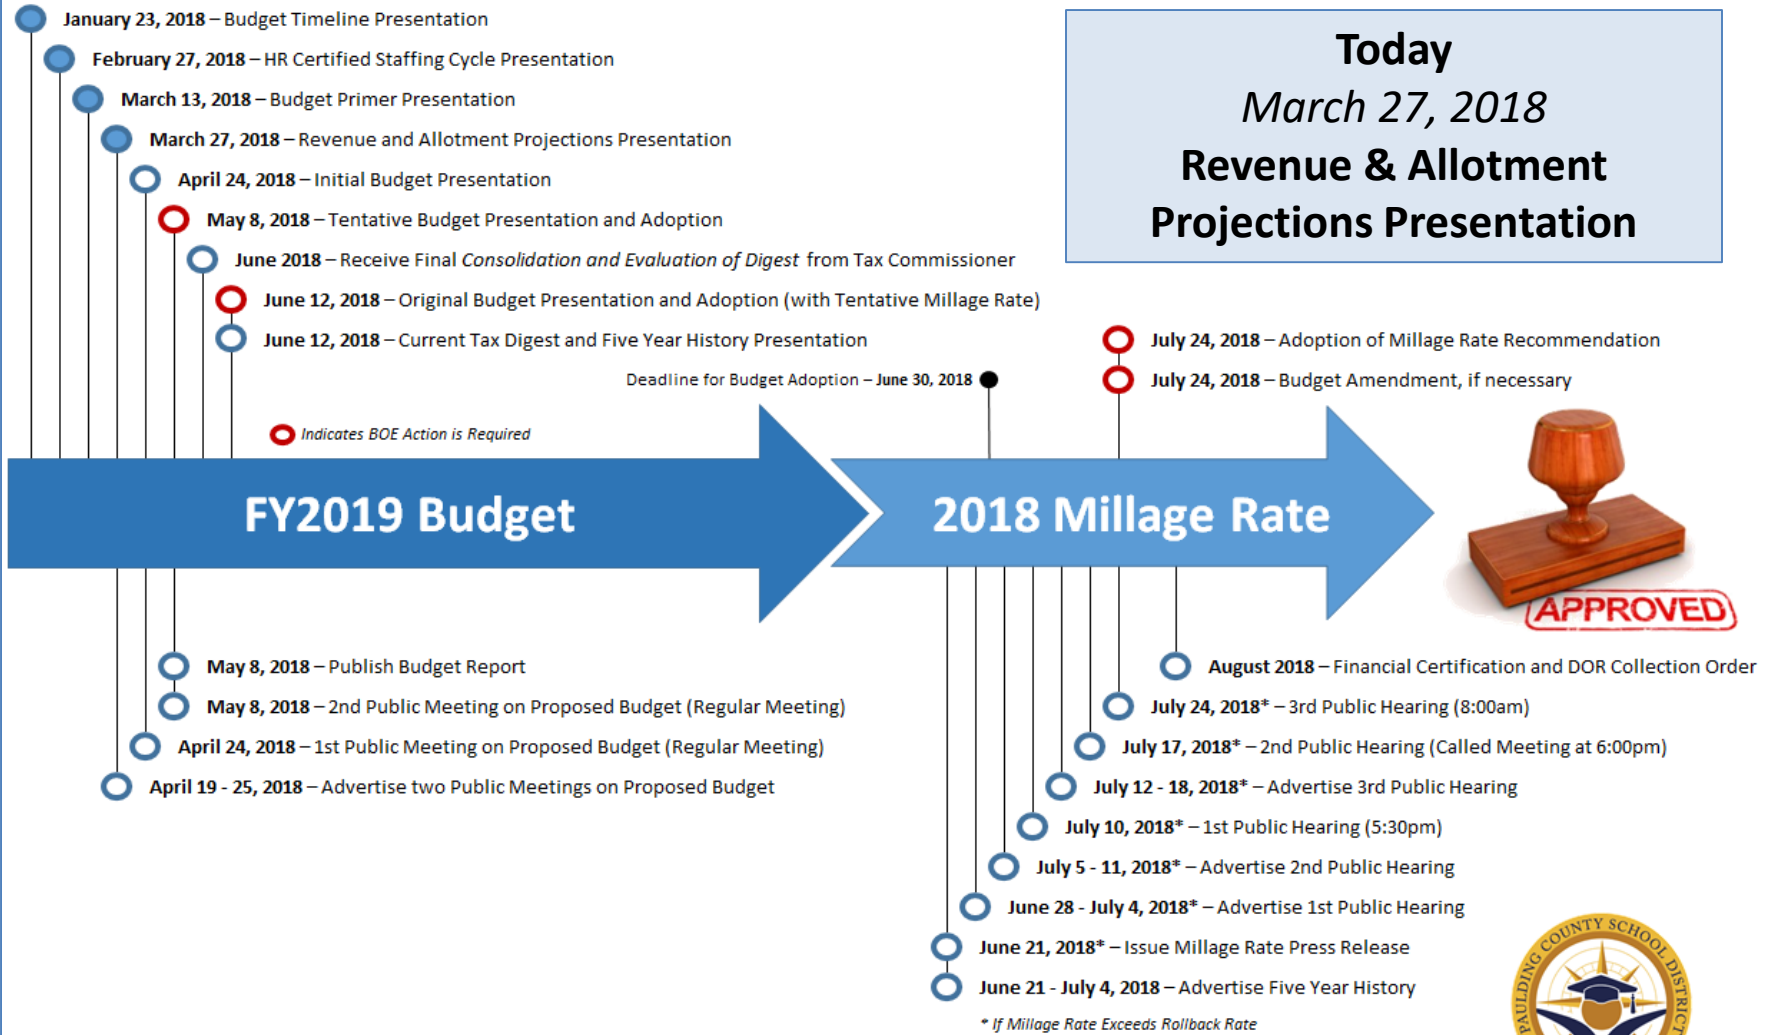 January 23, 2018 – Budget Timeline Presentation
February 27, 2018 – HR Certified Staffing Cycle Presentation
March 13, 2018 – Budget Primer Presentation
March 27, 2018 – Revenue and Allotment Projections Presentation
April 24, 2018 – Initial Budget Presentation
May 8, 2018 – Tentative Budget Presentation and Adoption
June 2018 – Receive Final Consolidation and Evaluation of Digest from Tax Commissioner
June 12, 2018 – Original Budget Presentation and Adoption (with Tentative Millage Rate)
June 12, 2018 – Current Tax Digest and Five Year History Presentation
Today
March 27, 2018
Revenue & Allotment
Projections Presentation
July 24, 2018 – Adoption of Millage Rate Recommendation
July 24, 2018 – Budget Amendment, if necessary
Deadline for Budget Adoption – June 30, 2018
Indicates BOE Action is Required
FY2019 Budget
2018 Millage Rate
APPROVED
May 8, 2018 – Publish Budget Report
May 8, 2018 – 2nd Public Meeting on Proposed Budget (Regular Meeting)
April 24, 2018 – 1st Public Meeting on Proposed Budget (Regular Meeting)
April 19 - 25, 2018 – Advertise two Public Meetings on Proposed Budget
August 2018 – Financial Certification and DOR Collection Order
July 24, 2018* – 3rd Public Hearing (8:00am)
July 17, 2018* – 2nd Public Hearing (Called Meeting at 6:00pm)
July 12 - 18, 2018* – Advertise 3rd Public Hearing
July 10, 2018* – 1st Public Hearing (5:30pm)
July 5 - 11, 2018* – Advertise 2nd Public Hearing
June 28 - July 4, 2018* – Advertise 1st Public Hearing
June 21, 2018* – Issue Millage Rate Press Release
June 21 - July 4, 2018 – Advertise Five Year History
* If Millage Rate Exceeds Rollback Rate
PAULDING COUNTY SCHOOL DISTRICT